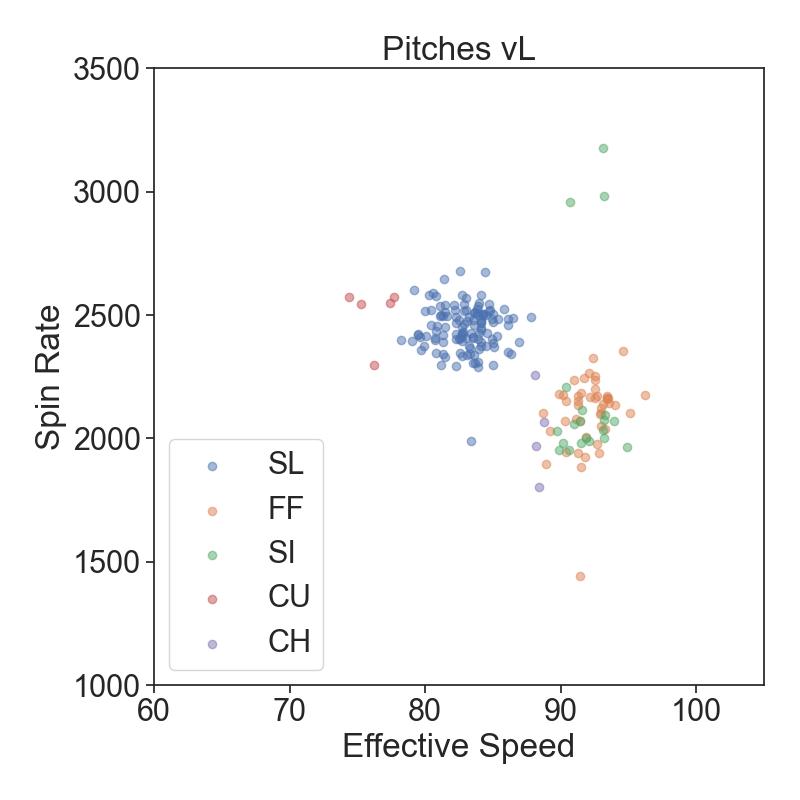 Pitches vL
3500
3000
2500
2000
1500
1000
Spin Rate
SL
FF
SI
CU
CH
60 70 80 90 100
Effective Speed